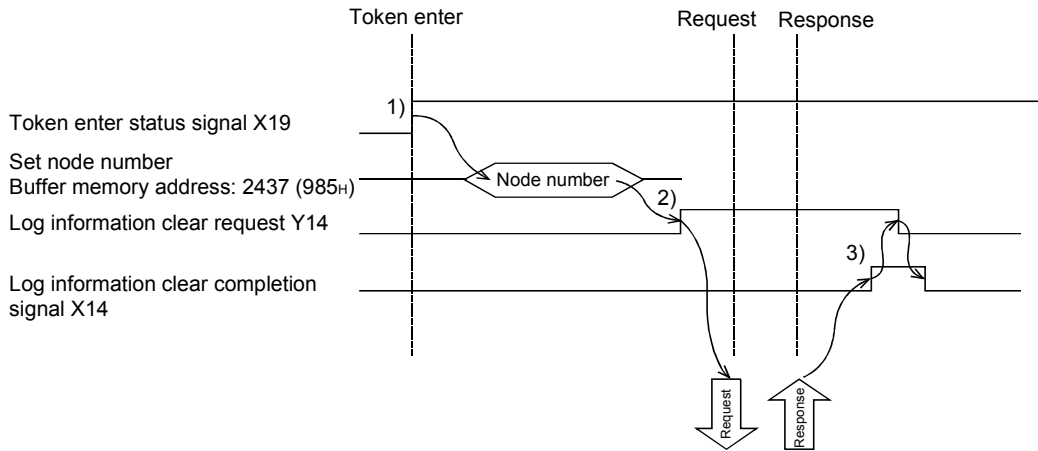 Token enter
Request
Response
1)
Token enter status signal X19
Set node number
Buffer memory address: 2437 (985H)
Node number
2)
Log information clear request Y14
3)
Log information clear completion
signal X14
Request
Response